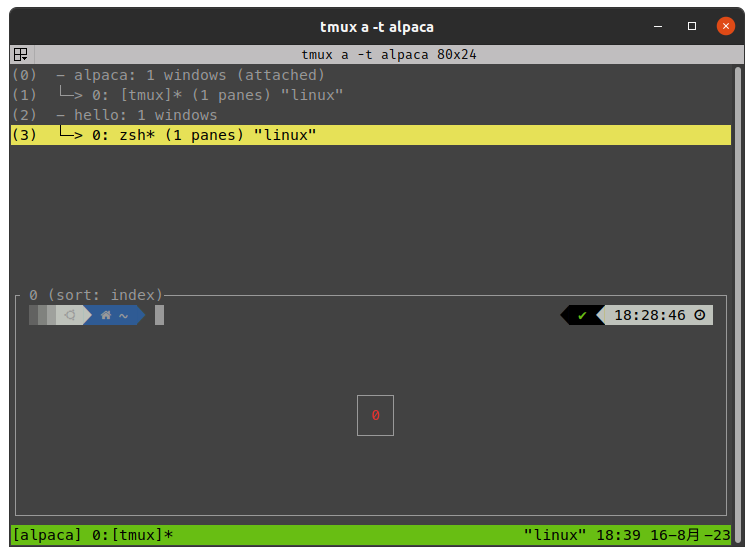 tmux a -t alpaca
tmux a -t alpaca 80x24
(0) - alpaca: 1 windows (attached)
(1) └─> 0: [tmux]* (1 panes) "linux"
(2) - hello: 1 windows
(3) └─> 0: zsh* (1 panes) "linux"
0 (sort: index)
~ ✔ 18:28:46
0
[alpaca] 0:[tmux]* "linux" 18:39 16-8月-23